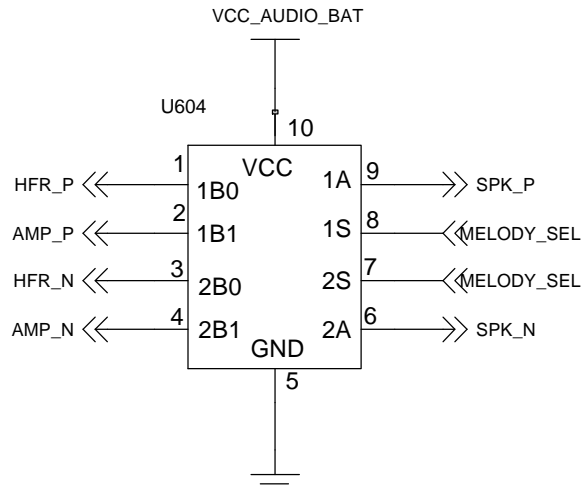 VCC_AUDIO_BAT
U604
10
1 VCC 9
HFR_P 1B0 1A SPK_P
2 8
AMP_P 1B1 1S MELODY_SEL
3 7
HFR_N 2B0 2S MELODY_SEL
4 6
AMP_N 2B1 2A SPK_N
GND
5